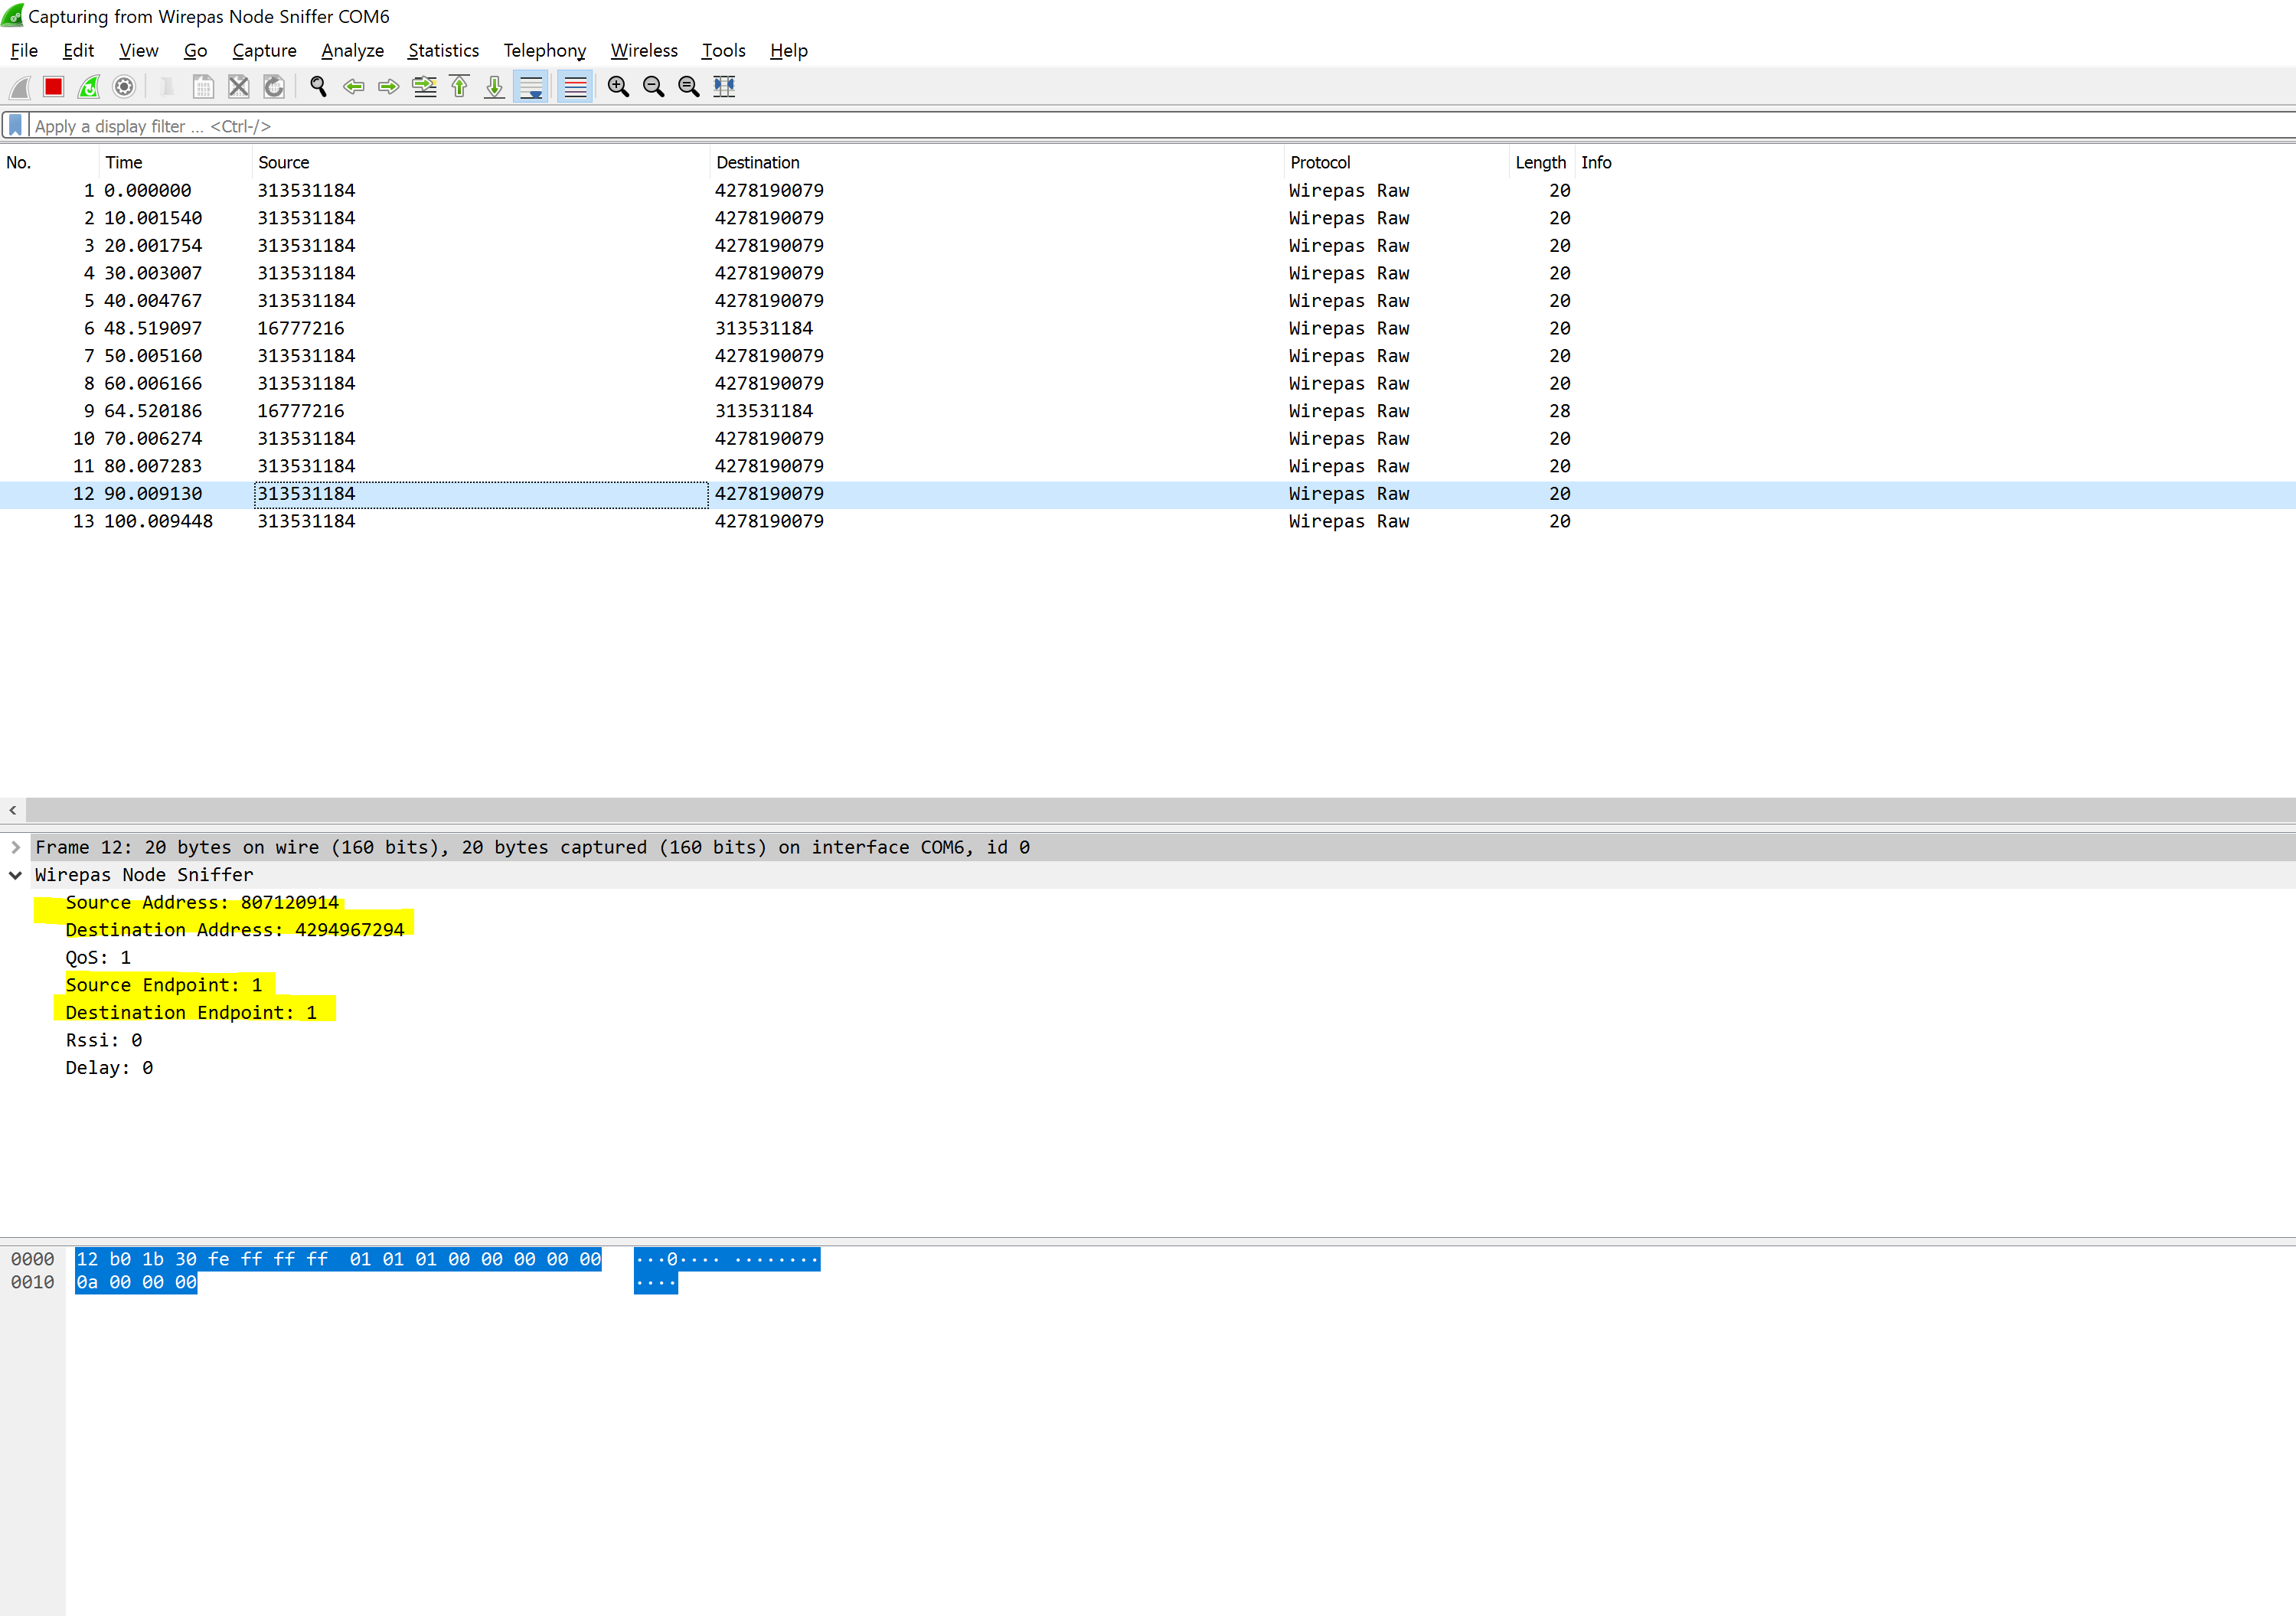 Capturing from Wirepas Node Sniffer COM6
File Edit View Go Capture Analyze Statistics Telephony Wireless Tools Help
Apply a display filter ... <Ctrl-/>
No. Time Source Destination Protocol Length Info
1 0.000000 313531184 4278190079 Wirepas Raw 20
2 10.001540 313531184 4278190079 Wirepas Raw 20
3 20.001754 313531184 4278190079 Wirepas Raw 20
4 30.003007 313531184 4278190079 Wirepas Raw 20
5 40.004767 313531184 4278190079 Wirepas Raw 20
6 48.519097 16777216 313531184 Wirepas Raw 20
7 50.005160 313531184 4278190079 Wirepas Raw 20
8 60.006166 313531184 4278190079 Wirepas Raw 20
9 64.520186 16777216 313531184 Wirepas Raw 28
10 70.006274 313531184 4278190079 Wirepas Raw 20
11 80.007283 313531184 4278190079 Wirepas Raw 20
12 90.009130 313531184 4278190079 Wirepas Raw 20
13 100.009448 313531184 4278190079 Wirepas Raw 20
Frame 12: 20 bytes on wire (160 bits), 20 bytes captured (160 bits) on interface COM6, id 0
Wirepas Node Sniffer
Source Address: 807120914
Destination Address: 4294967294
QoS: 1
Source Endpoint: 1
Destination Endpoint: 1
Rssi: 0
Delay: 0
0000 12 b0 1b 30 fe ff ff ff 01 01 01 00 00 00 00 00 ···0···· ········
0010 0a 00 00 00 ····